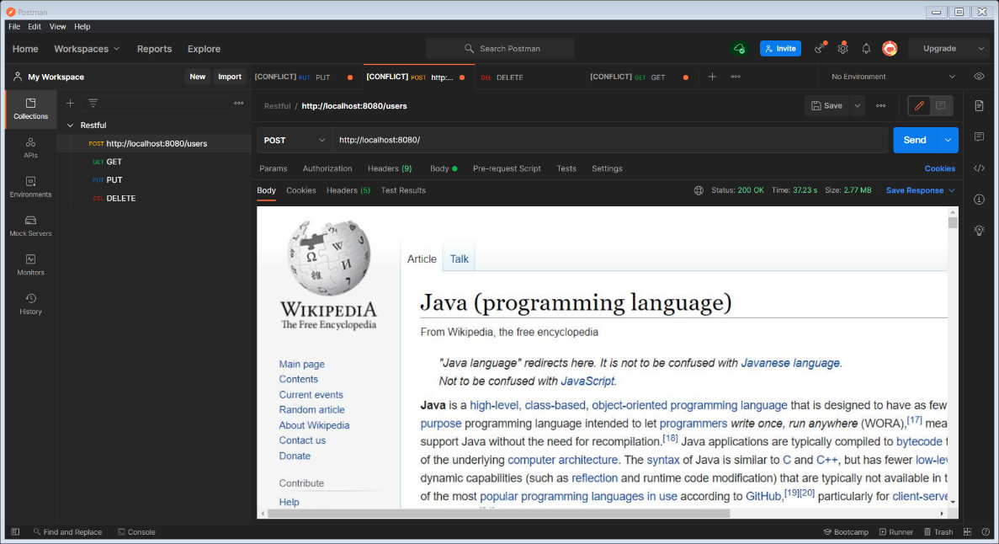 Postman
File Edit View Help
Home Workspaces Reports Explore Search Postman Invite Upgrade
My Workspace New Import [CONFLICT] PUT PUT [CONFLICT] POST http:... DEL DELETE [CONFLICT] GET GET No Environment
Collections
APIs
Environments
Mock Servers
Monitors
History
Restful
POST http://localhost:8080/users
GET GET
PUT PUT
DEL DELETE
Restful / http://localhost:8080/users Save
POST http://localhost:8080/ Send
Params Authorization Headers (9) Body Pre-request Script Tests Settings Cookies
Body Cookies Headers (5) Test Results Status: 200 OK Time: 37.23 s Size: 2.77 MB Save Response
WIKIPEDIA
The Free Encyclopedia
Main page
Contents
Current events
Random article
About Wikipedia
Contact us
Donate
Contribute
Help
Article Talk
Java (programming language)
From Wikipedia, the free encyclopedia
"Java language" redirects here. It is not to be confused with Javanese language.
Not to be confused with JavaScript.
Java is a high-level, class-based, object-oriented programming language that is designed to have as few
purpose programming language intended to let programmers write once, run anywhere (WORA),[17] mea
support Java without the need for recompilation.[18] Java applications are typically compiled to bytecode
of the underlying computer architecture. The syntax of Java is similar to C and C++, but has fewer low-lev
dynamic capabilities (such as reflection and runtime code modification) that are typically not available in t
of the most popular programming languages in use according to GitHub,[19][20] particularly for client-serve
Find and Replace Console Bootcamp Runner Trash